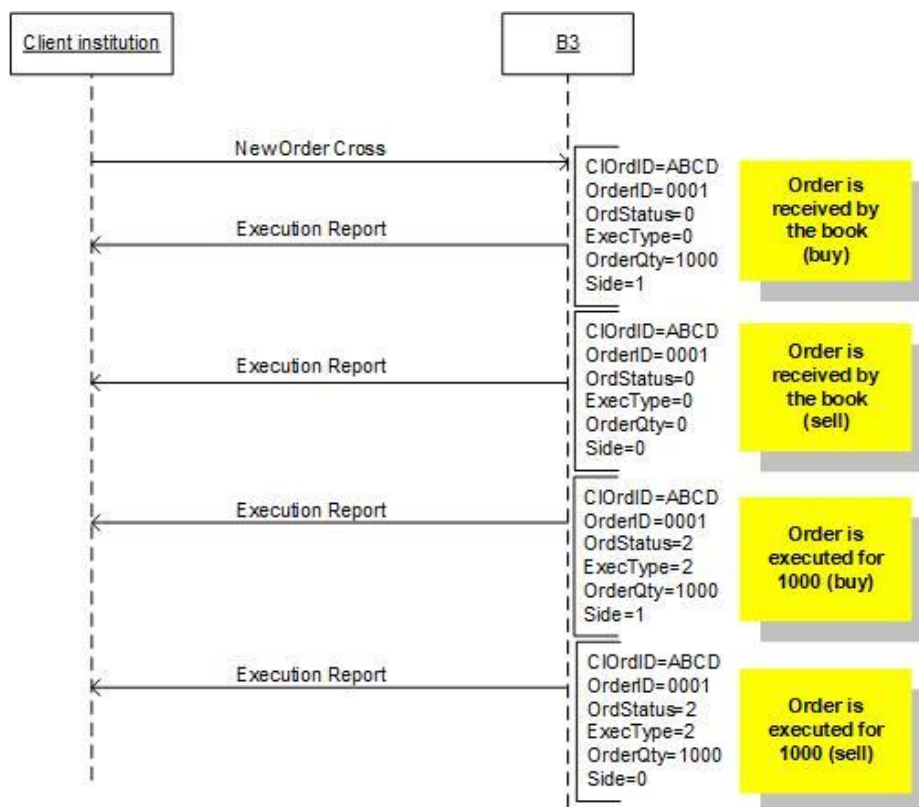 Client institution
B3
New Order Cross
ClOrdID=ABCD
OrderID=0001
OrdStatus=0
ExecType=0
OrderQty=1000
Side=1
Order is
received by
the book
(buy)
Execution Report
ClOrdID=ABCD
OrderID=0001
OrdStatus=0
ExecType=0
OrderQty=0
Side=0
Order is
received by
the book
(sell)
Execution Report
ClOrdID=ABCD
OrderID=0001
OrdStatus=2
ExecType=2
OrderQty=1000
Side=1
Order is
executed for
1000 (buy)
Execution Report
ClOrdID=ABCD
OrderID=0001
OrdStatus=2
ExecType=2
OrderQty=1000
Side=0
Order is
executed for
1000 (sell)
Execution Report